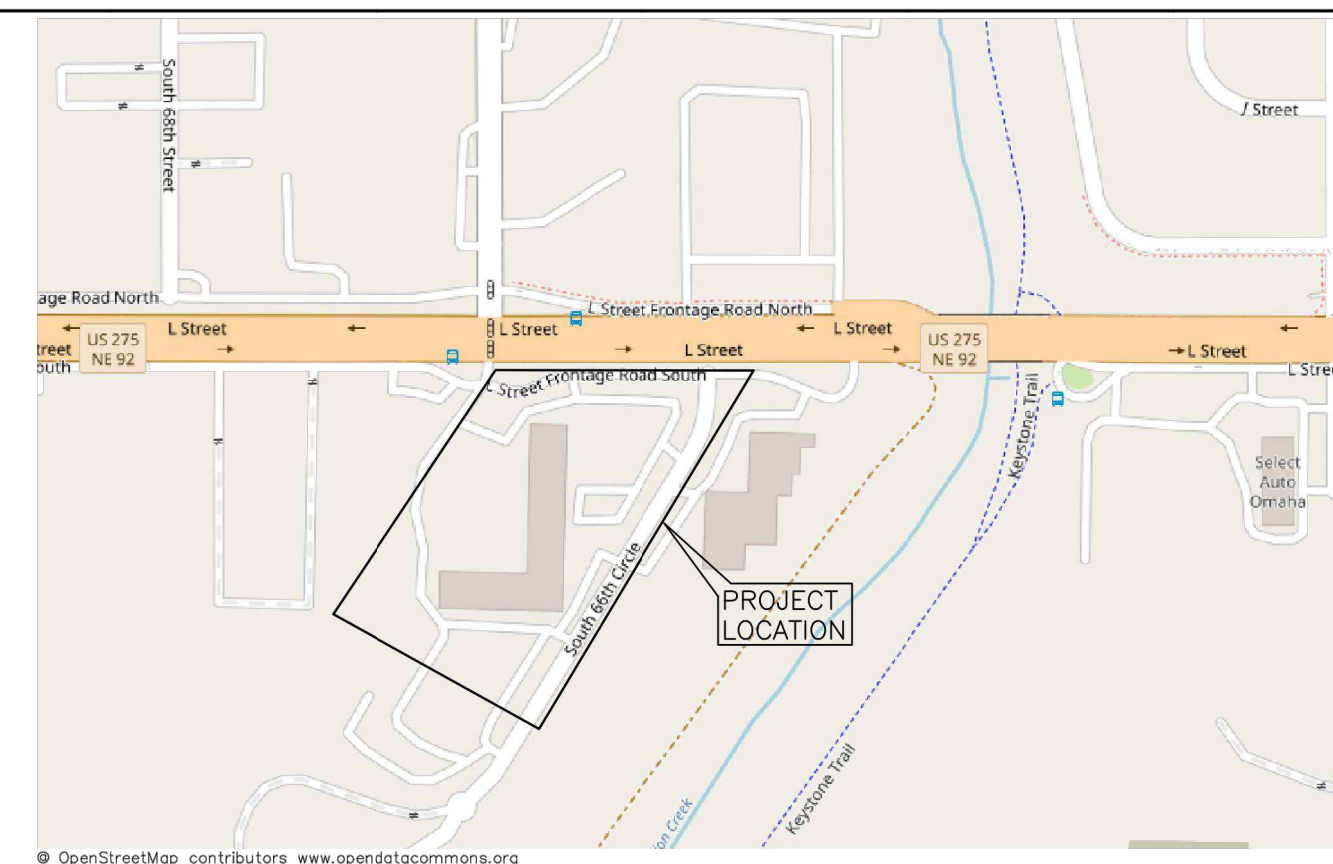 South 68th Street
J Street
age Road North
L Street Frontage Road North
L Street
L Street
L Street
US 275
NE 92
US 275
NE 92
treet
outh
L Street
L Street
L Stre
L Street Frontage Road South
Keystone Trail
Select
Auto
Omaha
South 66th Circle
PROJECT
LOCATION
Keystone Trail
ion Creek
@ OpenStreetMap contributors www.opendatacommons.org